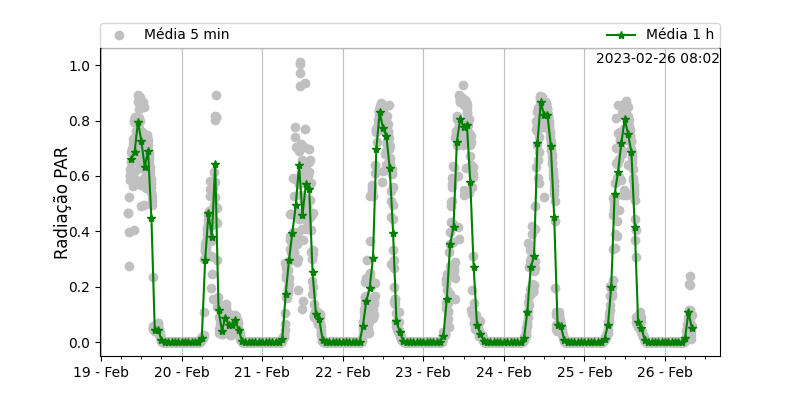 Média 5 min
Média 1 h
2023-02-26 08:02
Radiação PAR
1.0
0.8
0.6
0.4
0.2
0.0
19 - Feb
20 - Feb
21 - Feb
22 - Feb
23 - Feb
24 - Feb
25 - Feb
26 - Feb